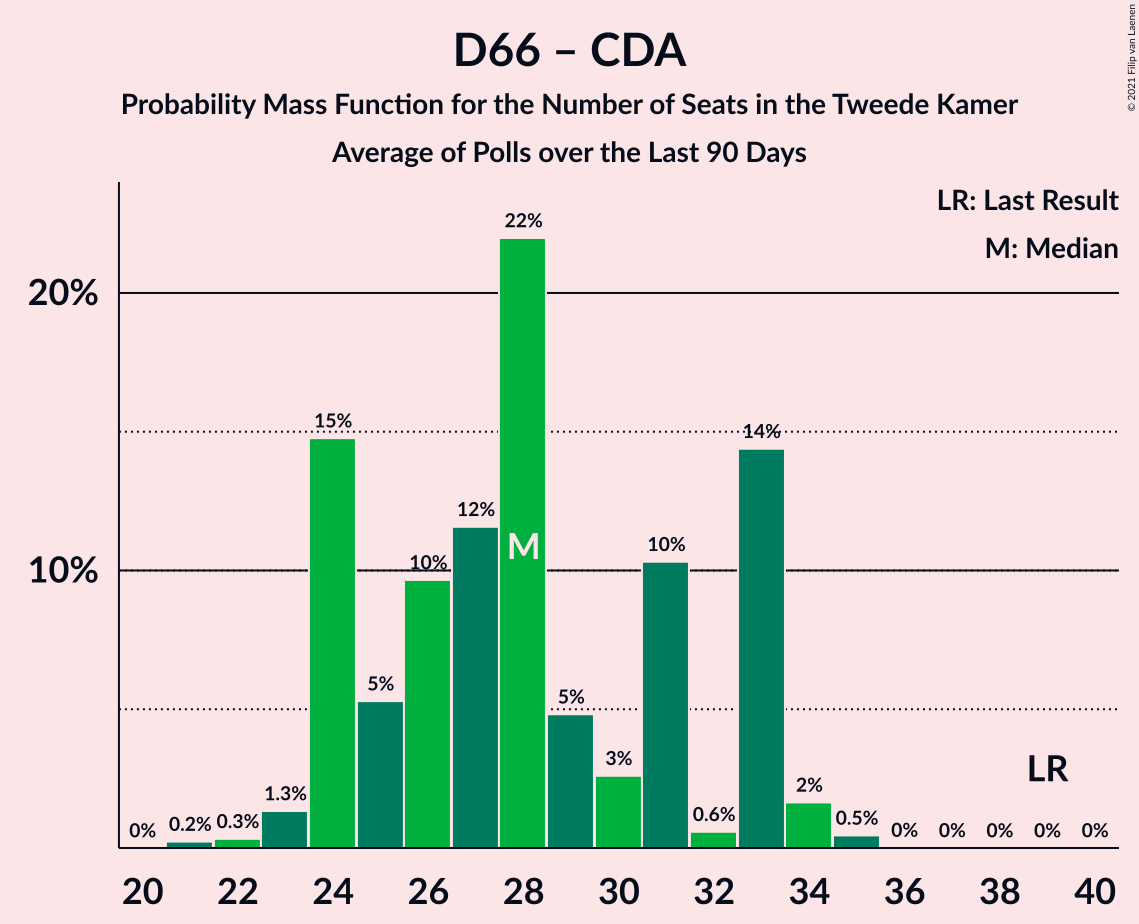 D66 – CDA
Probability Mass Function for the Number of Seats in the Tweede Kamer
Average of Polls over the Last 90 Days
© 2021 Filip van Laenen
LR: Last Result
M: Median
20%
10%
0%
0.2%
0.3%
1.3%
15%
5%
10%
12%
22%
M
5%
3%
10%
0.6%
14%
2%
0.5%
0%
0%
0%
0%
0%
LR
20 22 24 26 28 30 32 34 36 38 40